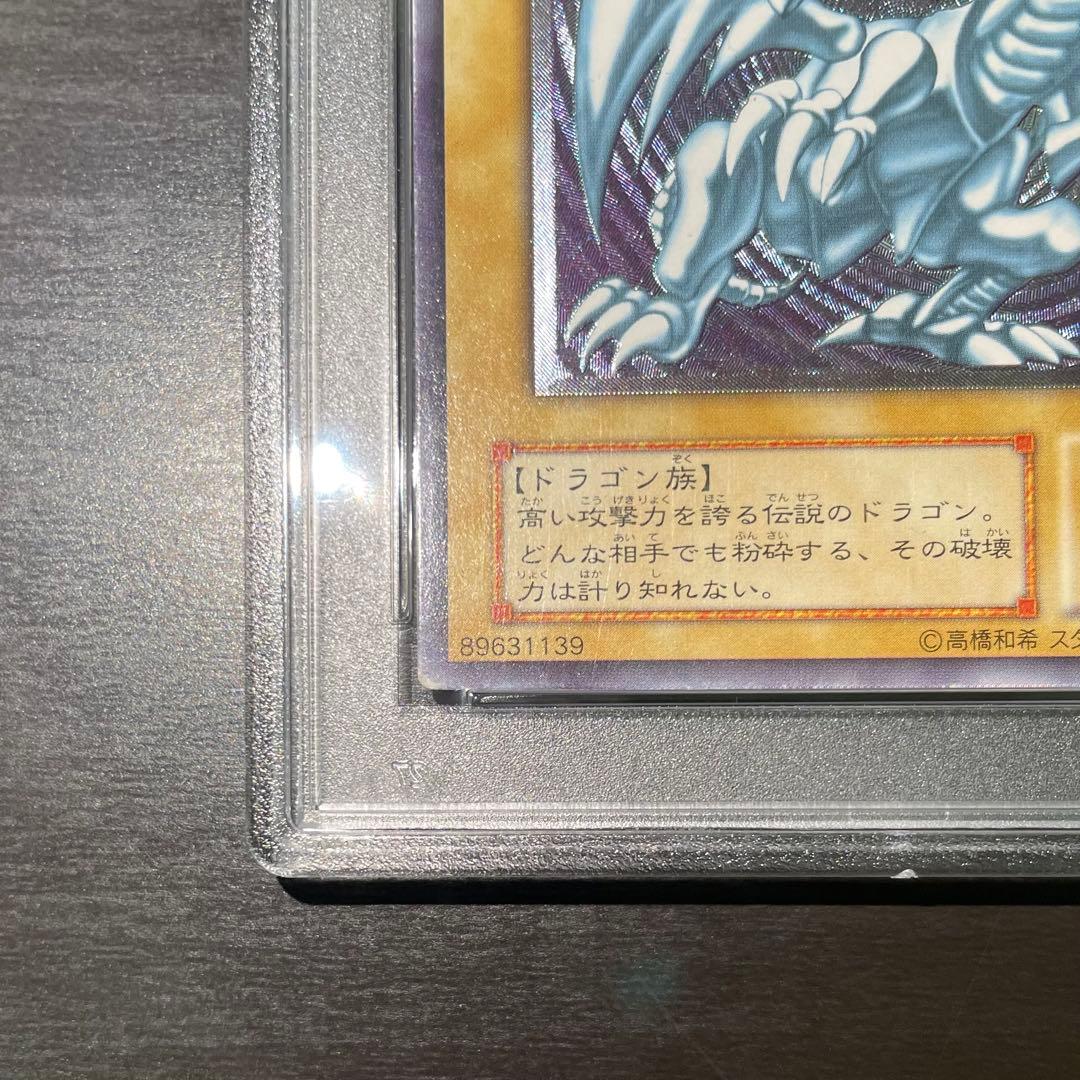 【ドラゴン族】
高い攻撃力を誇る伝説のドラゴン。
どんな相手でも粉砕する、その破壊
力は計り知れない。
89631139
©高橋和希 スタ